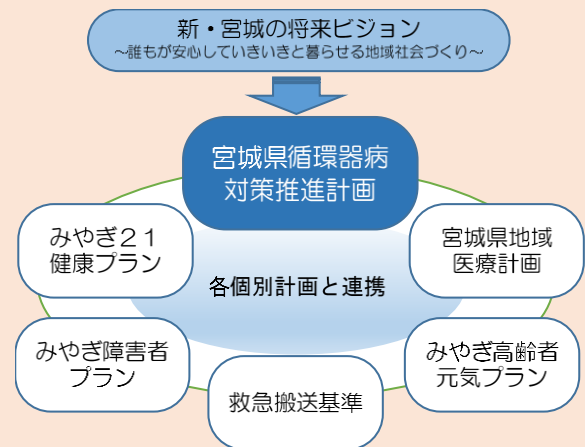 新・宮城の将来ビジョン
～誰もが安心していきいきと暮らせる地域社会づくり～
宮城県循環器病
対策推進計画
みやぎ２１
健康プラン
宮城県地域
医療計画
各個別計画と連携
みやぎ障害者
プラン
みやぎ高齢者
元気プラン
救急搬送基準